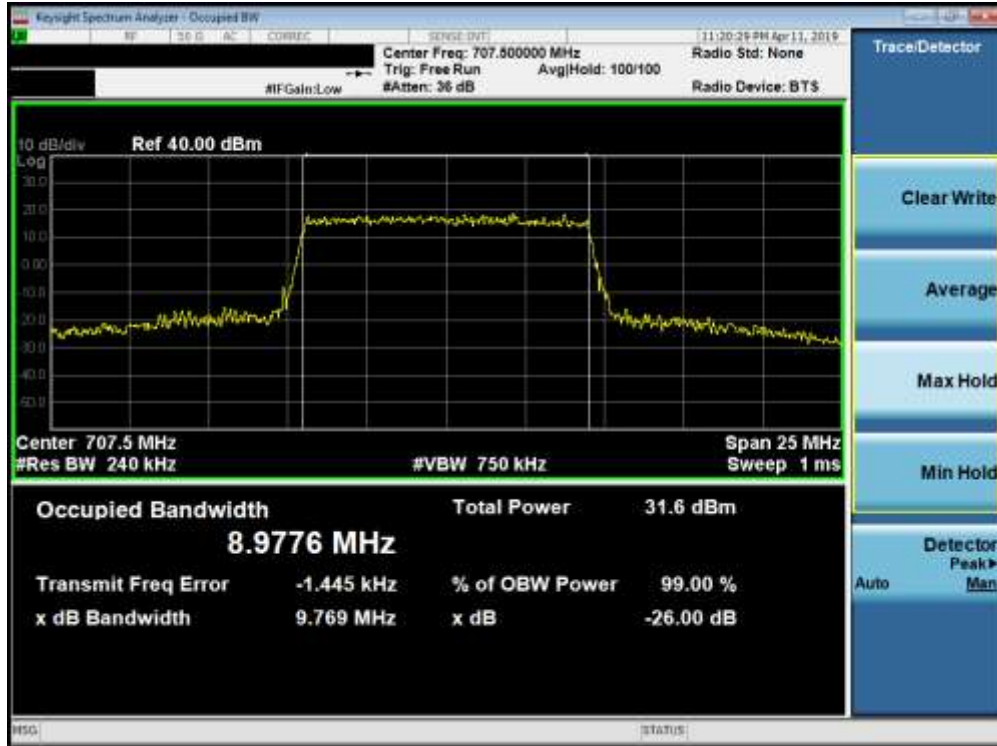 Keysight Spectrum Analyzer - Occupied BW
RF 50 Ω AC CORREC SENSE:INT 11:20:29 PM Apr 11, 2019
Center Freq: 707.500000 MHz Radio Std: None
Trig: Free Run Avg|Hold: 100/100
#IFGain:Low #Atten: 36 dB Radio Device: BTS
Trace/Detector
10 dB/div Ref 40.00 dBm
Log
30.0
20.0
10.0
0.00
-10.0
-20.0
-30.0
-40.0
-50.0
Center 707.5 MHz Span 25 MHz
#Res BW 240 kHz #VBW 750 kHz Sweep 1 ms
Occupied Bandwidth Total Power 31.6 dBm
8.9776 MHz
Transmit Freq Error -1.445 kHz % of OBW Power 99.00 %
x dB Bandwidth 9.769 MHz x dB -26.00 dB
Clear Write
Average
Max Hold
Min Hold
Detector
Peak▶
Auto Man
MSG STATUS